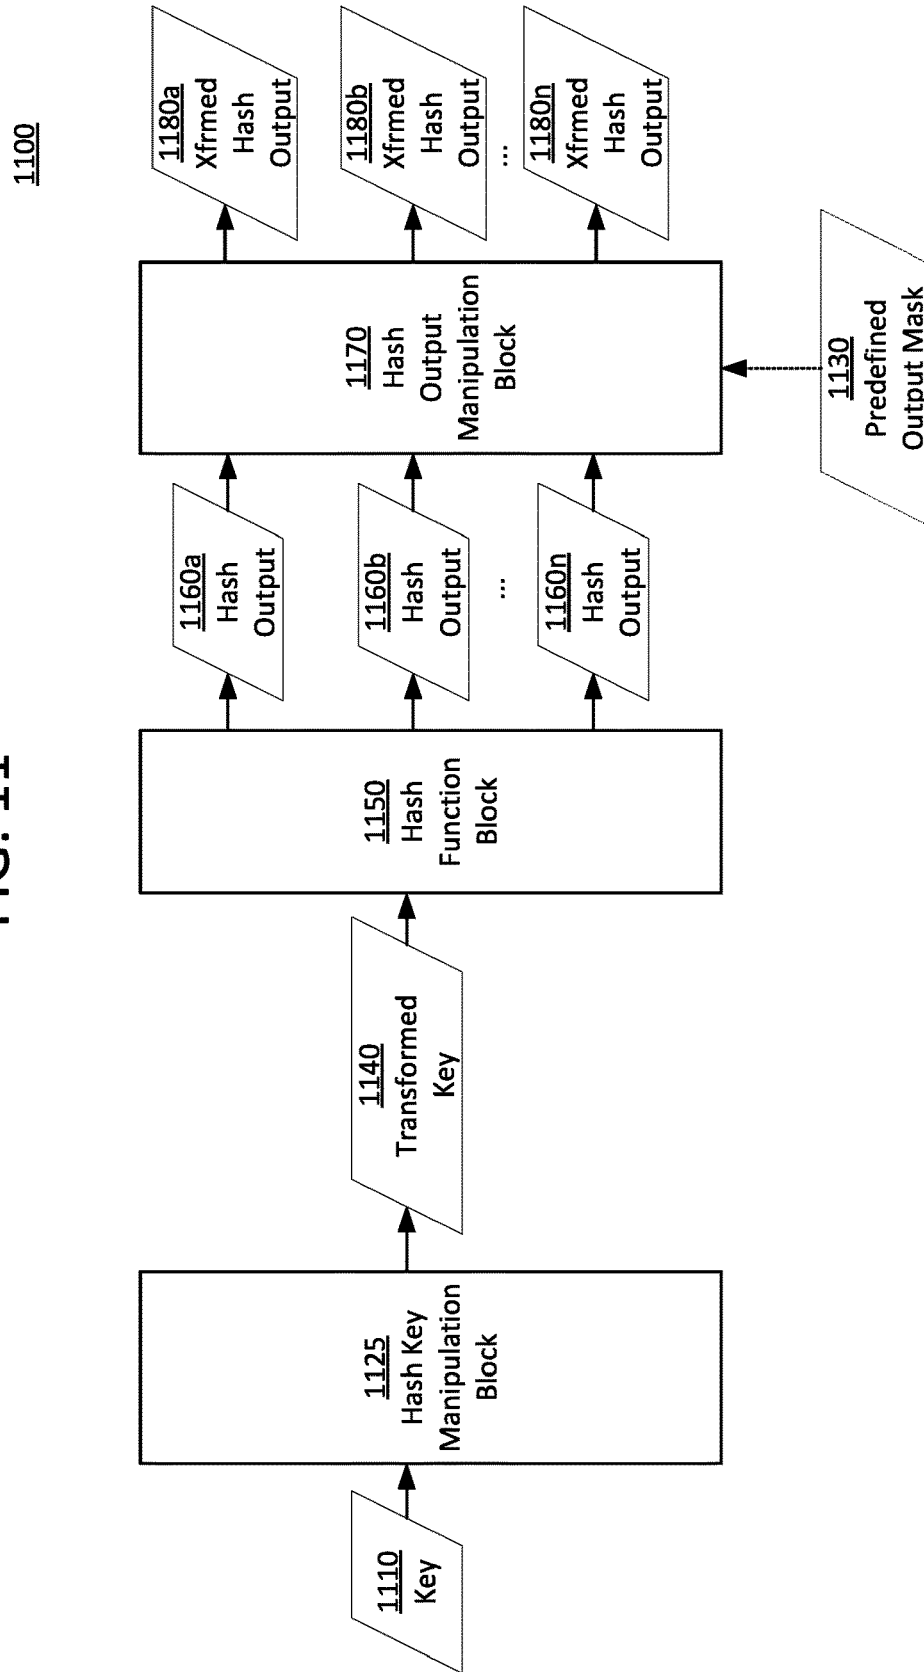 FIG. 11
1100
1110
Key
1125
Hash Key
Manipulation
Block
1140
Transformed
Key
1150
Hash
Function
Block
1160a
Hash
Output
1160b
Hash
Output
...
1160n
Hash
Output
1170
Hash
Output
Manipulation
Block
1130
Predefined
Output Mask
1180a
Xfrmed
Hash
Output
1180b
Xfrmed
Hash
Output
...
1180n
Xfrmed
Hash
Output